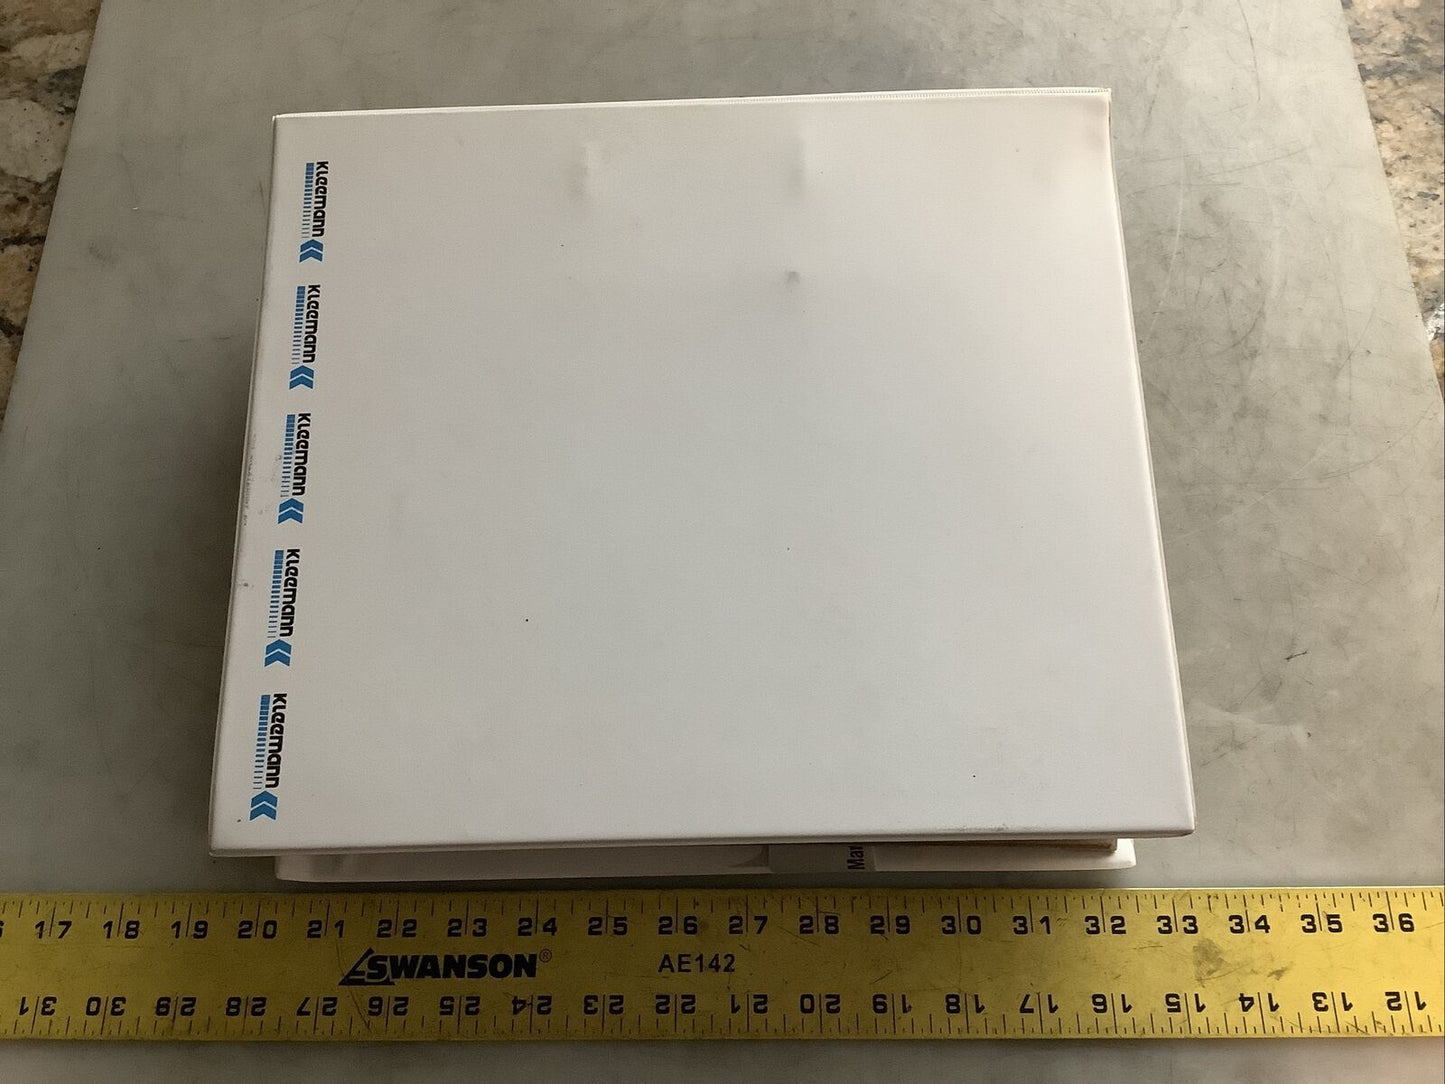 Kleemann
Kleemann
Kleemann
Kleemann
Kleemann
Mar
17 18 19 20 21 22 23 24 25 26 27 28 29 30 31 32 33 34 35 36
SWANSON® AE142
31 30 29 28 27 26 25 24 23 22 21 20 19 18 17 16 15 14 13 12